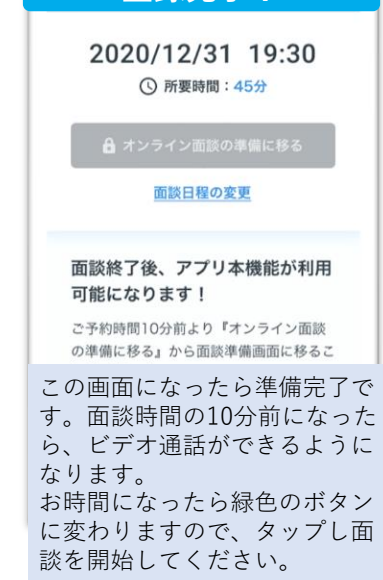 2020/12/31 19:30
所要時間：45分
オンライン面談の準備に移る
面談日程の変更
面談終了後、アプリ本機能が利用
可能になります！
ご予約時間10分前より『オンライン面談
の準備に移る』から面談準備画面に移るこ
この画面になったら準備完了で
す。面談時間の10分前になった
ら、ビデオ通話ができるように
なります。
お時間になったら緑色のボタン
に変わりますので、タップし面
談を開始してください。